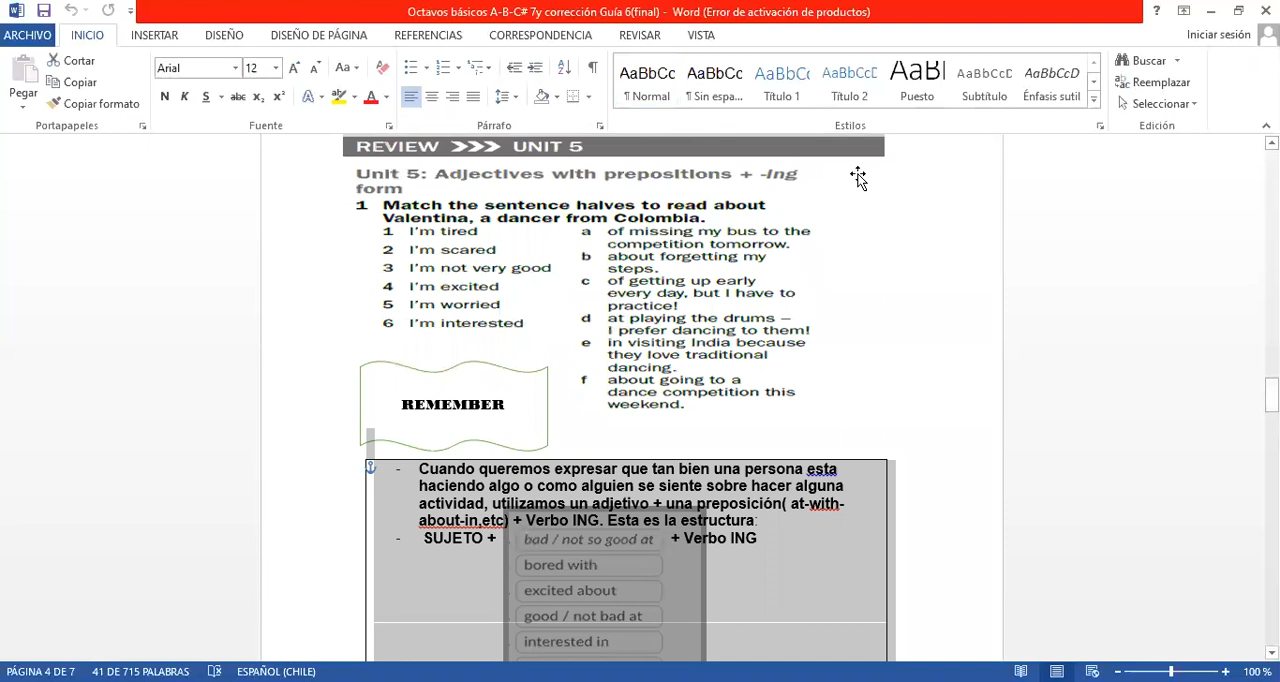 Octavos básicos A-B-C# 7y corrección Guía 6(final) - Word (Error de activación de productos)
ARCHIVO INICIO INSERTAR DISEÑO DISEÑO DE PÁGINA REFERENCIAS CORRESPONDENCIA REVISAR VISTA Iniciar sesión
Pegar
Cortar
Copiar
Copiar formato
Portapapeles
Arial 12
N K S abc x₂ x²
Fuente
Párrafo
AaBbCc AaBbCc AaBbCc AaBbCcD AaBl AaBbCcD AaBbCcD
¶ Normal ¶ Sin espa... Título 1 Título 2 Puesto Subtítulo Énfasis sutil
Estilos
Buscar
Reemplazar
Seleccionar
Edición
REVIEW >>> UNIT 5
Unit 5: Adjectives with prepositions + -ing
form
1 Match the sentence halves to read about
Valentina, a dancer from Colombia.
1 I'm tired
2 I'm scared
3 I'm not very good
4 I'm excited
5 I'm worried
6 I'm interested
a of missing my bus to the
competition tomorrow.
b about forgetting my
steps.
c of getting up early
every day, but I have to
practice!
d at playing the drums –
I prefer dancing to them!
e in visiting India because
they love traditional
dancing.
f about going to a
dance competition this
weekend.
REMEMBER
- Cuando queremos expresar que tan bien una persona esta
haciendo algo o como alguien se siente sobre hacer alguna
actividad, utilizamos un adjetivo + una preposición( at-with-
about-in,etc) + Verbo ING. Esta es la estructura:
- SUJETO + bad / not so good at + Verbo ING
bored with
excited about
good / not bad at
interested in
PÁGINA 4 DE 7 41 DE 715 PALABRAS ESPAÑOL (CHILE) 100 %